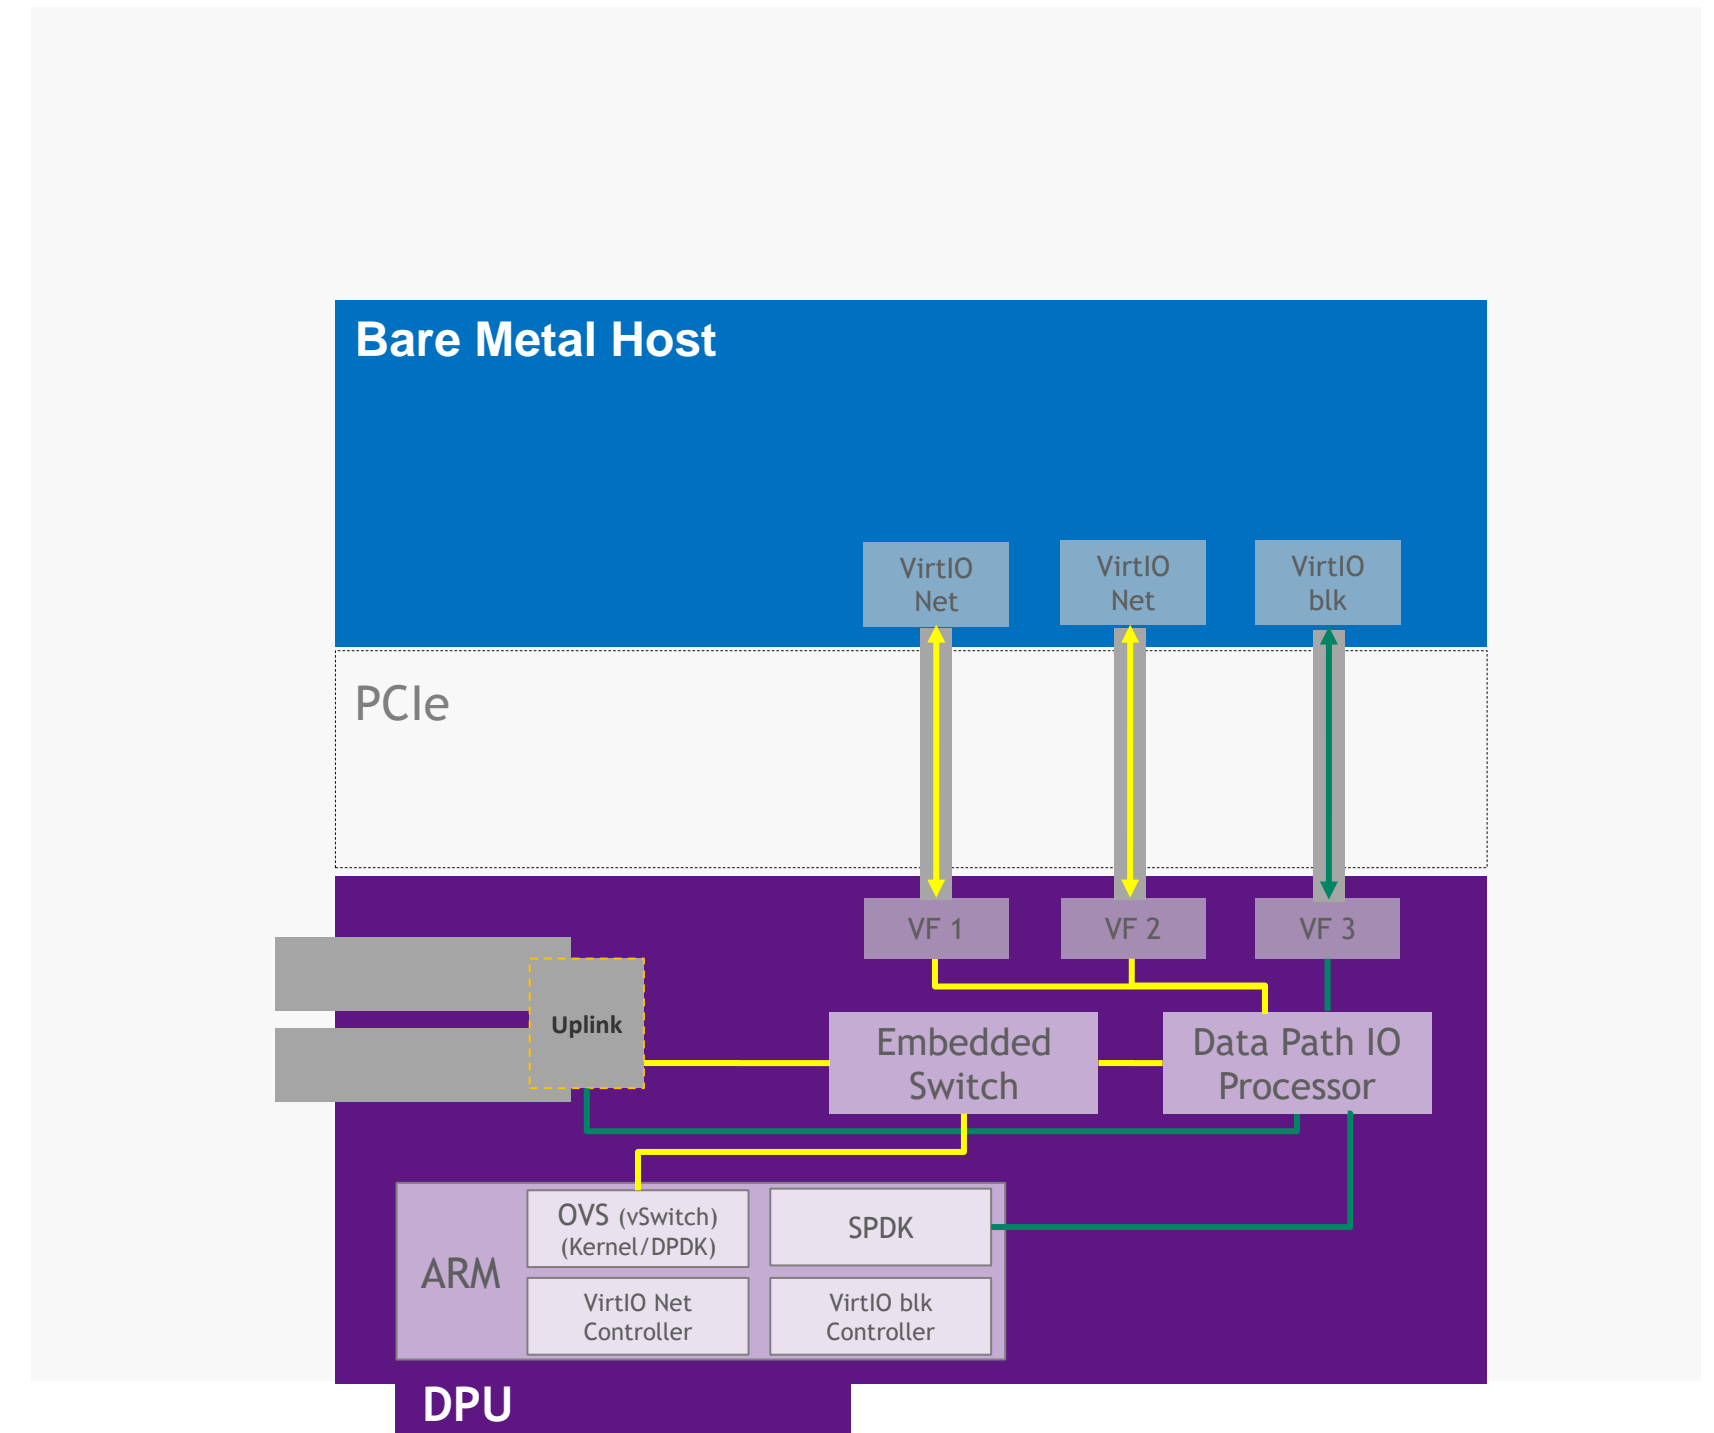 Bare Metal Host
VirtIO
Net
VirtIO
Net
VirtIO
blk
PCIe
VF 1
VF 2
VF 3
Uplink
Embedded
Switch
Data Path IO
Processor
ARM
OVS (vSwitch)
(Kernel/DPDK)
SPDK
VirtIO Net
Controller
VirtIO blk
Controller
DPU